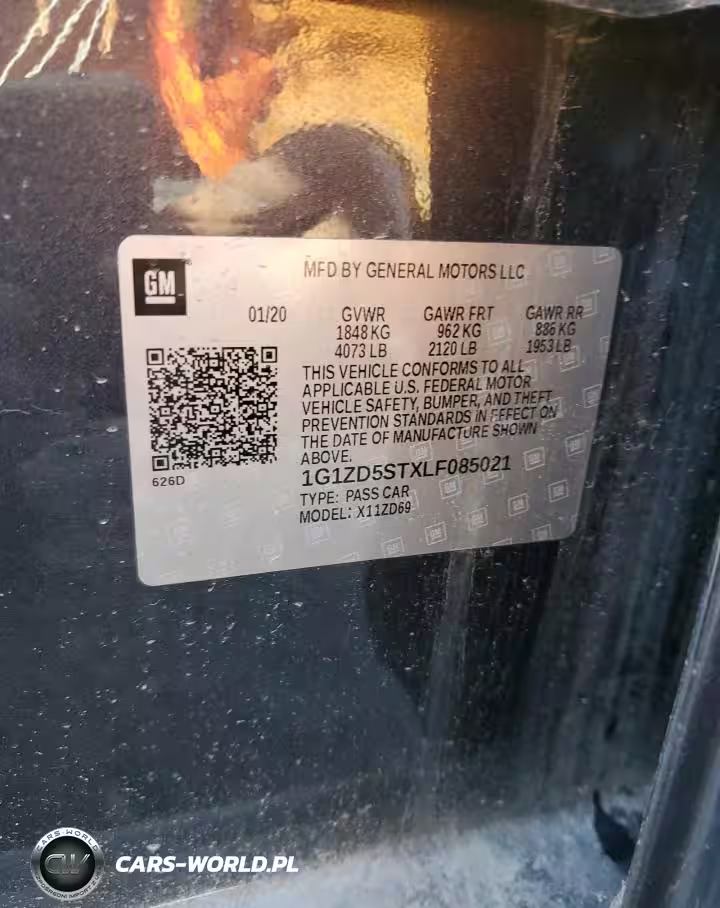 GM
MFD BY GENERAL MOTORS LLC
01/20 GVWR GAWR FRT GAWR RR
1848 KG 962 KG 886 KG
4073 LB 2120 LB 1953 LB
THIS VEHICLE CONFORMS TO ALL
APPLICABLE U.S. FEDERAL MOTOR
VEHICLE SAFETY, BUMPER, AND THEFT
PREVENTION STANDARDS IN EFFECT ON
THE DATE OF MANUFACTURE SHOWN
ABOVE.
626D
1G1ZD5STXLF085021
TYPE: PASS CAR
MODEL: X11ZD69
CARS-WORLD
CW
CARS-WORLD.PL